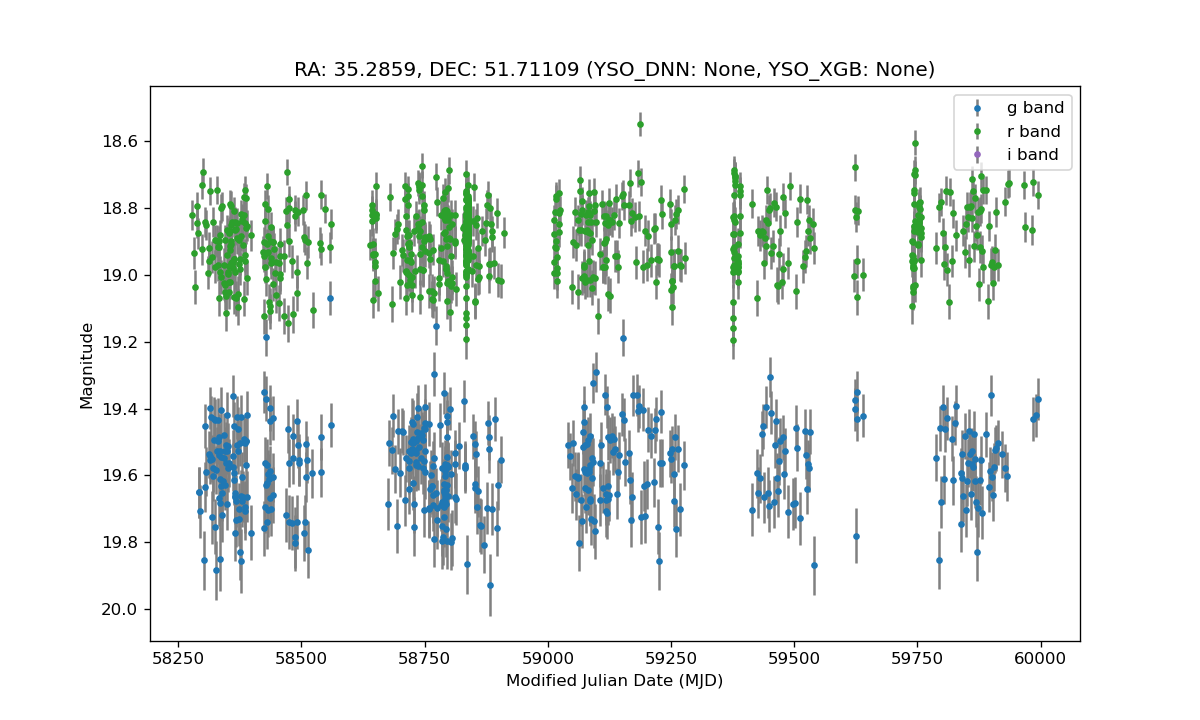 RA: 35.2859, DEC: 51.71109 (YSO_DNN: None, YSO_XGB: None)
g band
r band
i band
Magnitude
18.6
18.8
19.0
19.2
19.4
19.6
19.8
20.0
58250 58500 58750 59000 59250 59500 59750 60000
Modified Julian Date (MJD)